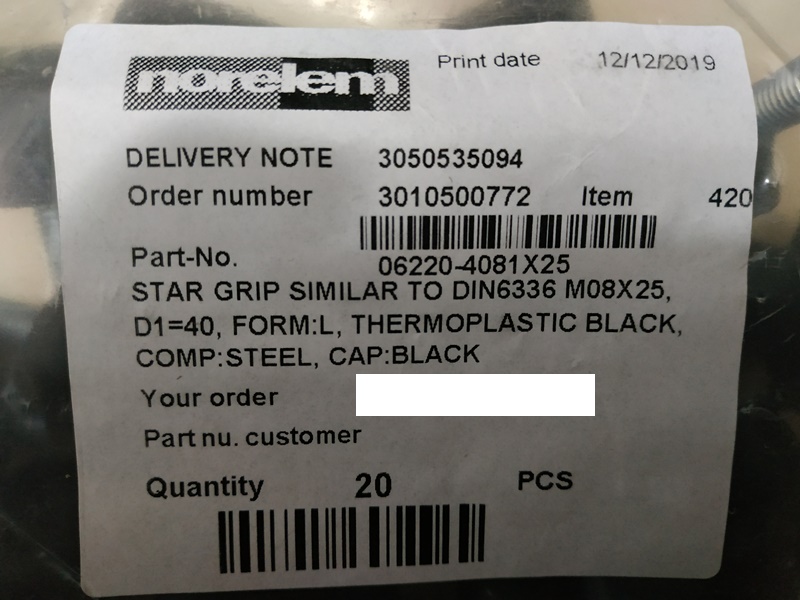 norelem Print date 12/12/2019
DELIVERY NOTE 3050535094
Order number 3010500772 Item 420
Part-No. 06220-4081X25
STAR GRIP SIMILAR TO DIN6336 M08X25,
D1=40, FORM:L, THERMOPLASTIC BLACK,
COMP:STEEL, CAP:BLACK
Your order
Part nu. customer
Quantity 20 PCS